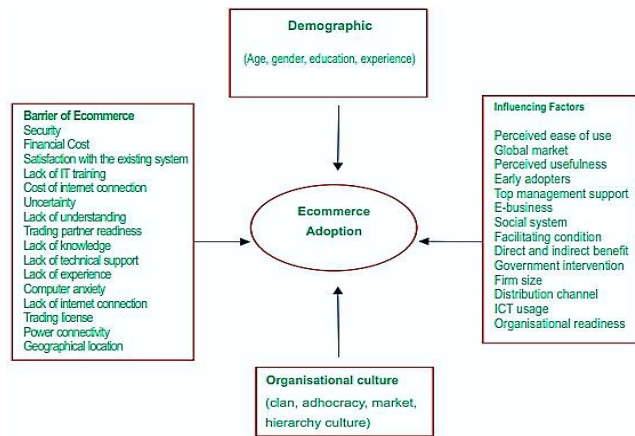 Demographic
(Age, gender, education, experience)
Barrier of Ecommerce
Security
Financial Cost
Satisfaction with the existing system
Lack of IT training
Cost of internet connection
Uncertainty
Lack of understanding
Trading partner readiness
Lack of knowledge
Lack of technical support
Lack of experience
Computer anxiety
Lack of internet connection
Trading license
Power connectivity
Geographical location
Ecommerce
Adoption
Influencing Factors
Perceived ease of use
Global market
Perceived usefulness
Early adopters
Top management support
E-business
Social system
Facilitating condition
Direct and indirect benefit
Government intervention
Firm size
Distribution channel
ICT usage
Organisational readiness
Organisational culture
(clan, adhocracy, market,
hierarchy culture)